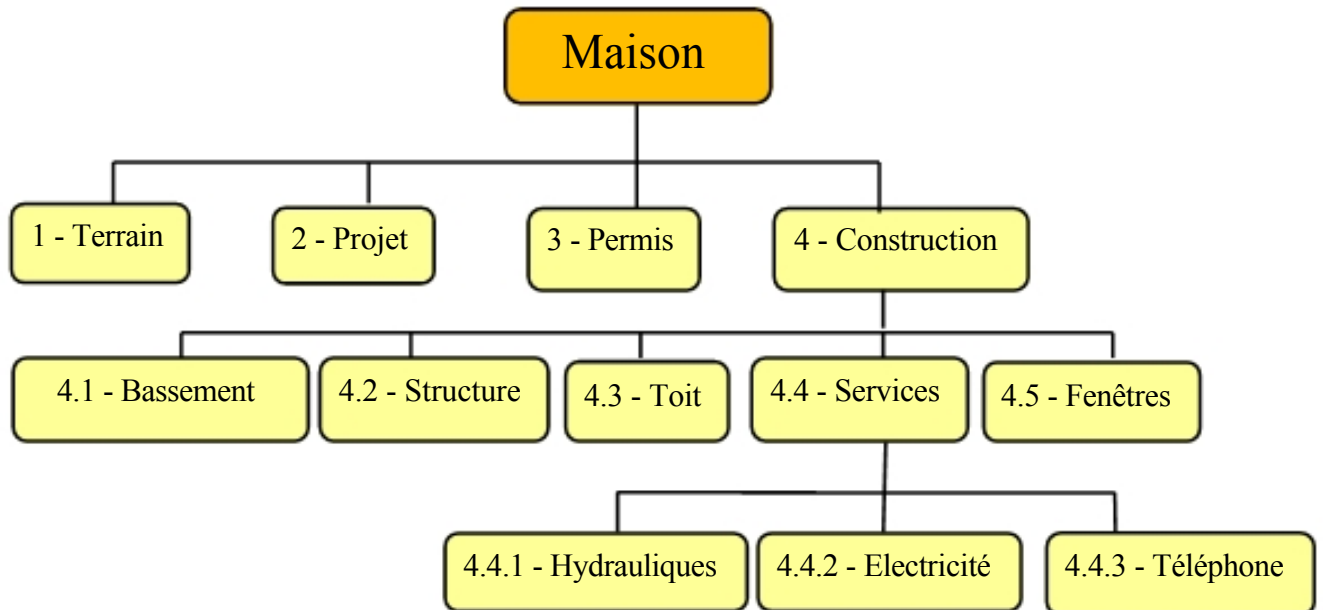 Maison
1 - Terrain
2 - Projet
3 - Permis
4 - Construction
4.1 - Bassement
4.2 - Structure
4.3 - Toit
4.4 - Services
4.5 - Fenêtres
4.4.1 - Hydrauliques
4.4.2 - Electricité
4.4.3 - Téléphone